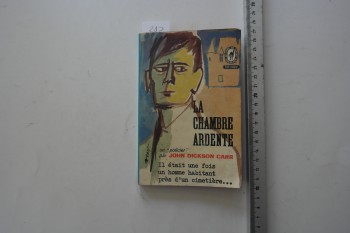 LA
CHAMBRE
ARDENTE
par JOHN DICKSON CARR
Il était une fois
un homme habitant
près d'un cimetière...